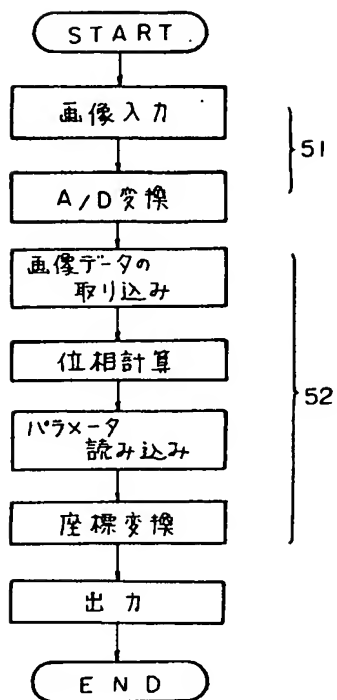 START
画像入力
51
A/D変換
画像データの
取り込み
位相計算
52
パラメータ
読み込み
座標変換
出力
END